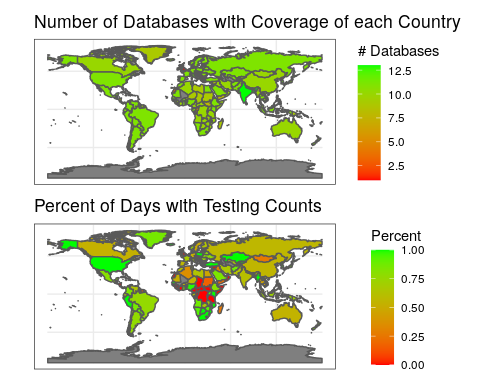 Number of Databases with Coverage of each Country
# Databases
12.5
10.0
7.5
5.0
2.5
Percent of Days with Testing Counts
Percent
1.00
0.75
0.50
0.25
0.00